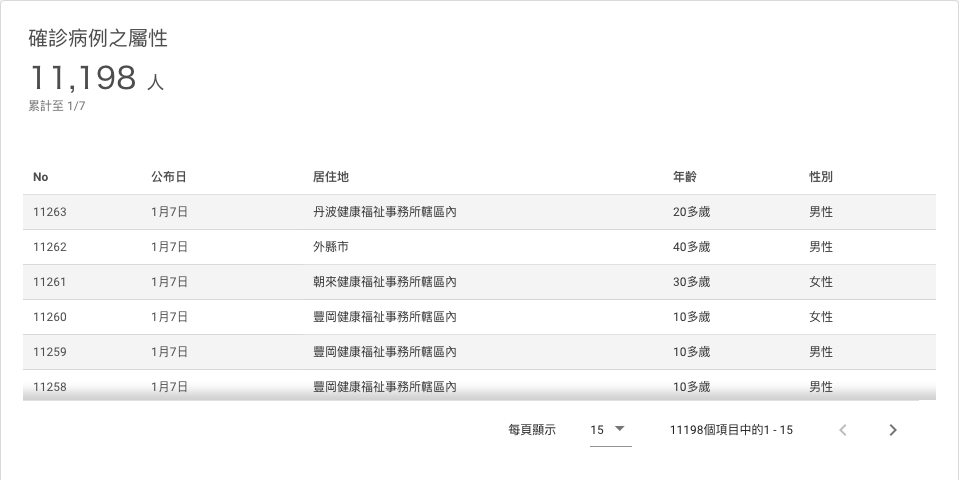 確診病例之屬性
11,198 人
累計至 1/7
No 公布日 居住地 年齡 性別
11263 1月7日 丹波健康福祉事務所轄區內 20多歲 男性
11262 1月7日 外縣市 40多歲 男性
11261 1月7日 朝來健康福祉事務所轄區內 30多歲 女性
11260 1月7日 豐岡健康福祉事務所轄區內 10多歲 女性
11259 1月7日 豐岡健康福祉事務所轄區內 10多歲 男性
11258 1月7日 豐岡健康福祉事務所轄區內 10多歲 男性
每頁顯示 15 11198個項目中的1 - 15